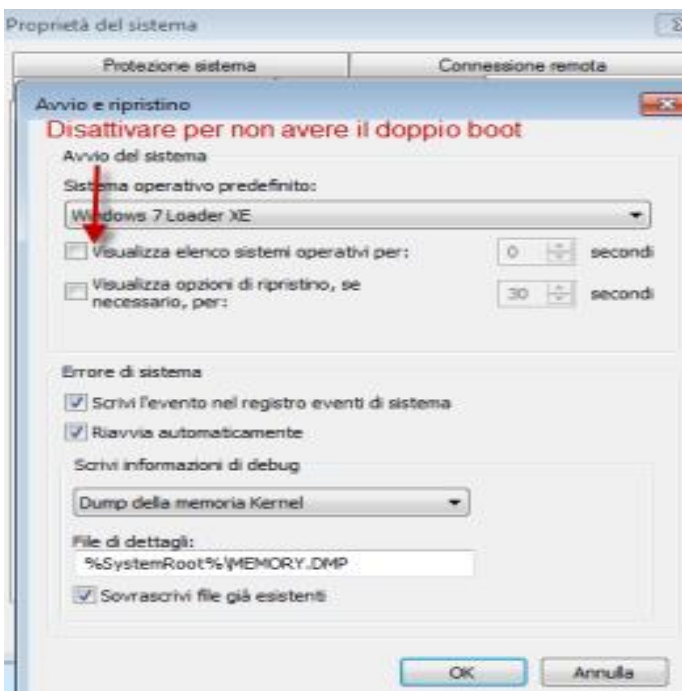 Proprietà del sistema
Protezione sistema
Connessione remota
Avvio e ripristino
Disattivare per non avere il doppio boot
Avvio del sistema
Sistema operativo predefinito:
Windows 7 Loader XE
Visualizza elenco sistemi operativi per:
0
secondi
Visualizza opzioni di ripristino, se
necessario, per:
30
secondi
Errore di sistema
Scrivi l'evento nel registro eventi di sistema
Riavvia automaticamente
Scrivi informazioni di debug
Dump della memoria Kernel
File di dettagli:
%SystemRoot%\MEMORY.DMP
Sovrascrivi file già esistenti
OK
Annulla